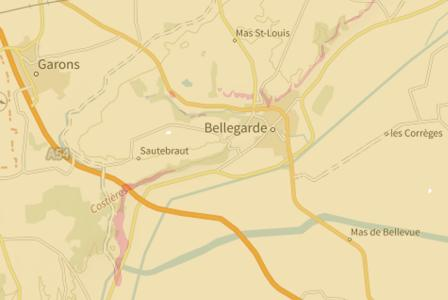 Mas St-Louis
Garons
Bellegarde
les Corrèges
A54
Sautebraut
Costières
Mas de Bellevue